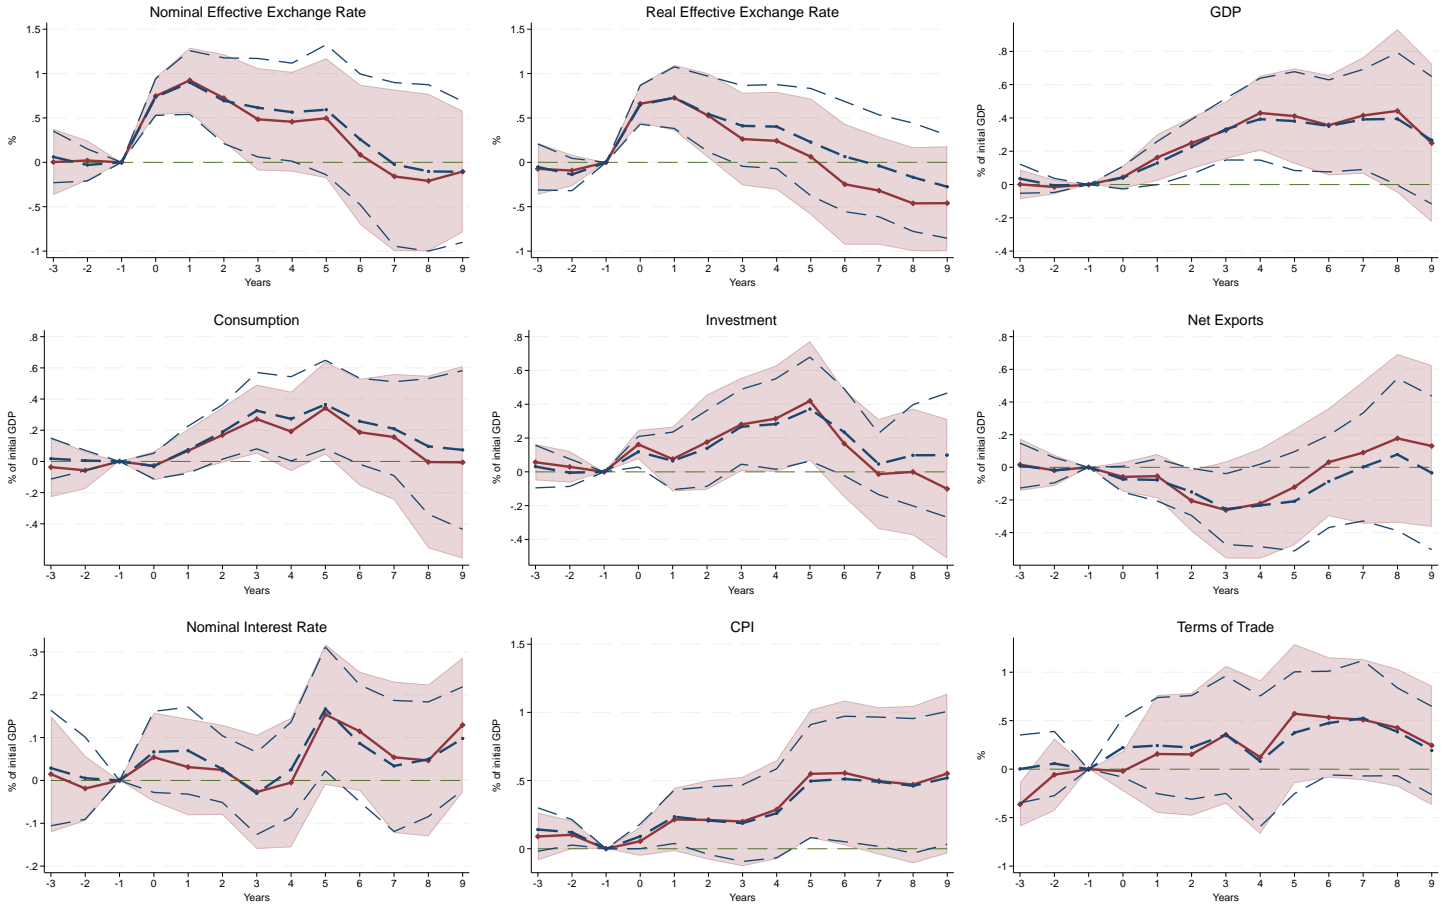 Nominal Effective Exchange Rate
1.5
1
.5
0
-.5
-1
%
-3 -2 -1 0 1 2 3 4 5 6 7 8 9
Years
Real Effective Exchange Rate
1.5
1
.5
0
-.5
-1
%
-3 -2 -1 0 1 2 3 4 5 6 7 8 9
Years
GDP
.8
.6
.4
.2
0
-.2
-.4
% of initial GDP
-3 -2 -1 0 1 2 3 4 5 6 7 8 9
Years
Consumption
.8
.6
.4
.2
0
-.2
-.4
% of initial GDP
-3 -2 -1 0 1 2 3 4 5 6 7 8 9
Years
Investment
.8
.6
.4
.2
0
-.2
-.4
% of initial GDP
-3 -2 -1 0 1 2 3 4 5 6 7 8 9
Years
Net Exports
.8
.6
.4
.2
0
-.2
-.4
% of initial GDP
-3 -2 -1 0 1 2 3 4 5 6 7 8 9
Years
Nominal Interest Rate
.3
.2
.1
0
-.1
-.2
% of initial GDP
-3 -2 -1 0 1 2 3 4 5 6 7 8 9
Years
CPI
1.5
1
.5
0
% of initial GDP
-3 -2 -1 0 1 2 3 4 5 6 7 8 9
Years
Terms of Trade
1
.5
0
-.5
-1
%
-3 -2 -1 0 1 2 3 4 5 6 7 8 9
Years